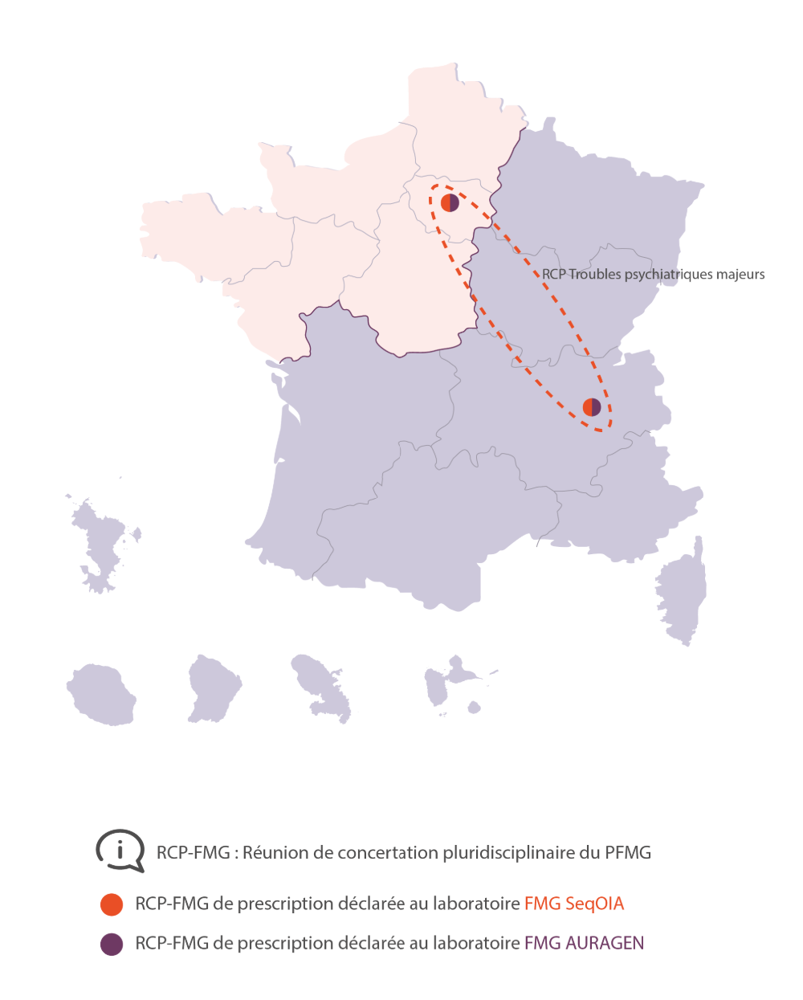 RCP Troubles psychiatriques majeurs
i
RCP-FMG : Réunion de concertation pluridisciplinaire du PFMG
RCP-FMG de prescription déclarée au laboratoire FMG SeqOIA
RCP-FMG de prescription déclarée au laboratoire FMG AURAGEN